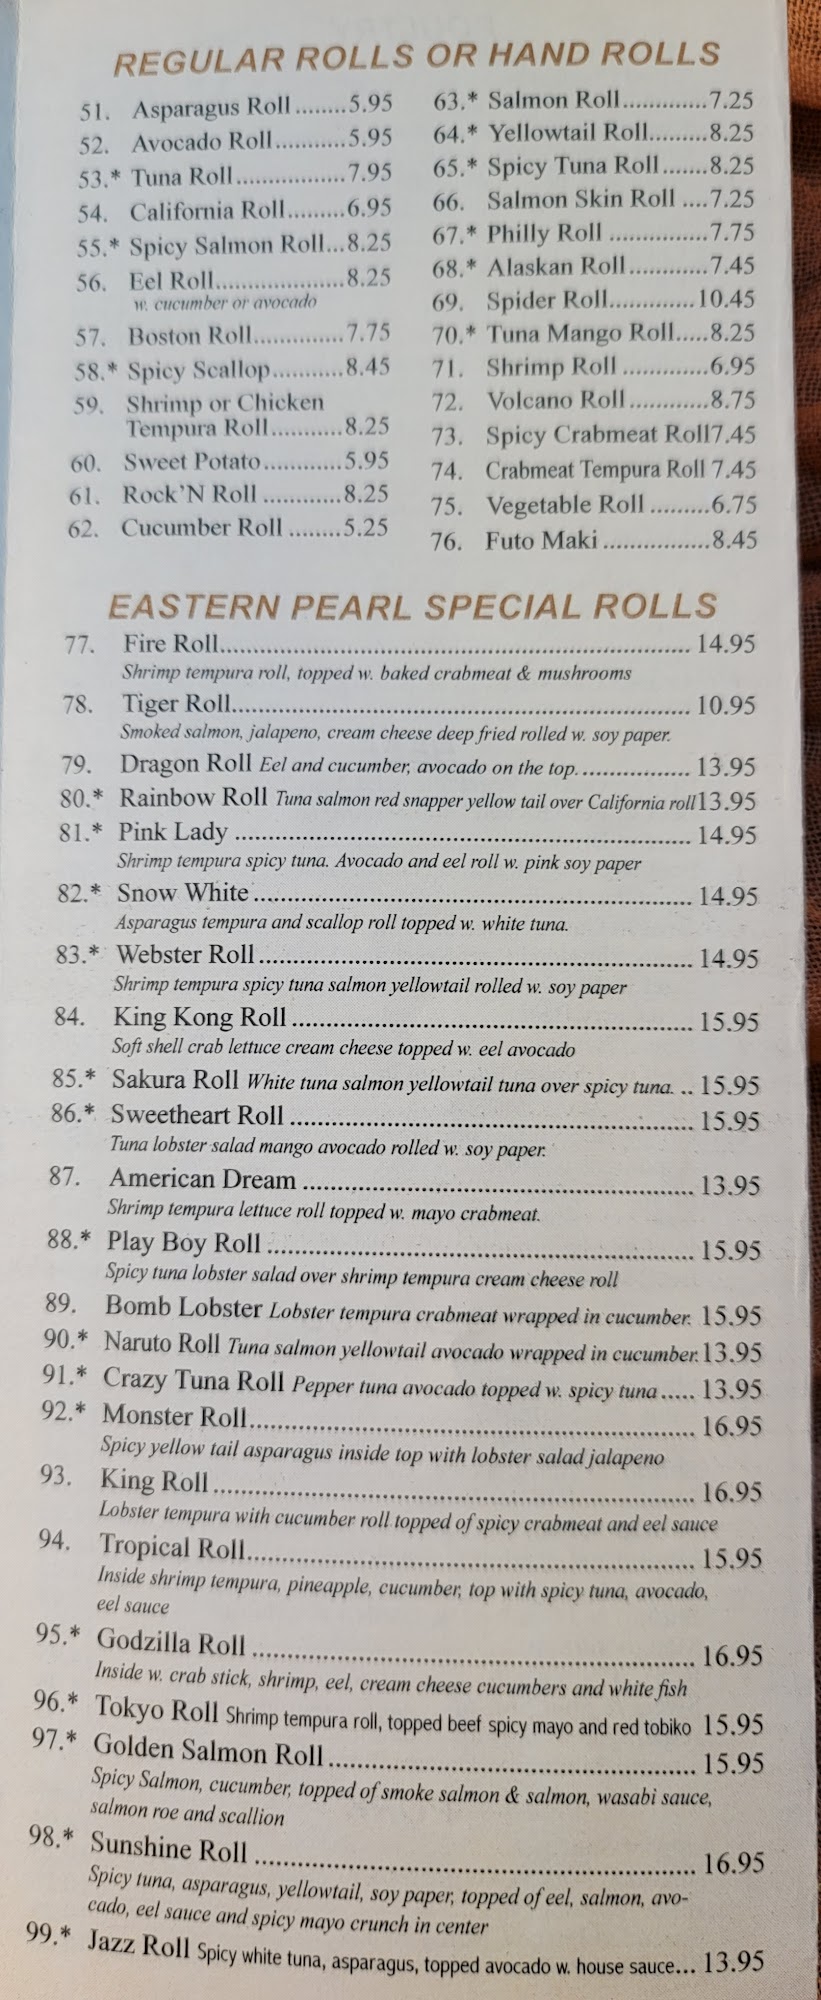 REGULAR ROLLS OR HAND ROLLS
51. Asparagus Roll ........5.95
52. Avocado Roll...........5.95
53.* Tuna Roll.................7.95
54. California Roll.........6.95
55.* Spicy Salmon Roll...8.25
56. Eel Roll....................8.25
w. cucumber or avocado
57. Boston Roll..............7.75
58.* Spicy Scallop...........8.45
59. Shrimp or Chicken
Tempura Roll...........8.25
60. Sweet Potato............5.95
61. Rock'N Roll ............8.25
62. Cucumber Roll ........5.25
63.* Salmon Roll.............7.25
64.* Yellowtail Roll.........8.25
65.* Spicy Tuna Roll.......8.25
66. Salmon Skin Roll ....7.25
67.* Philly Roll ...............7.75
68.* Alaskan Roll............7.45
69. Spider Roll.............10.45
70.* Tuna Mango Roll.....8.25
71. Shrimp Roll .............6.95
72. Volcano Roll............8.75
73. Spicy Crabmeat Roll7.45
74. Crabmeat Tempura Roll 7.45
75. Vegetable Roll .........6.75
76. Futo Maki ................8.45
EASTERN PEARL SPECIAL ROLLS
77. Fire Roll........................................................................ 14.95
Shrimp tempura roll, topped w. baked crabmeat & mushrooms
78. Tiger Roll...................................................................... 10.95
Smoked salmon, jalapeno, cream cheese deep fried rolled w. soy paper.
79. Dragon Roll Eel and cucumber, avocado on the top. ................. 13.95
80.* Rainbow Roll Tuna salmon red snapper yellow tail over California roll13.95
81.* Pink Lady ...................................................................... 14.95
Shrimp tempura spicy tuna. Avocado and eel roll w. pink soy paper
82.* Snow White ................................................................... 14.95
Asparagus tempura and scallop roll topped w. white tuna.
83.* Webster Roll .................................................................. 14.95
Shrimp tempura spicy tuna salmon yellowtail rolled w. soy paper
84. King Kong Roll ............................................................. 15.95
Soft shell crab lettuce cream cheese topped w. eel avocado
85.* Sakura Roll White tuna salmon yellowtail tuna over spicy tuna. .. 15.95
86.* Sweetheart Roll ............................................................. 15.95
Tuna lobster salad mango avocado rolled w. soy paper.
87. American Dream ........................................................... 13.95
Shrimp tempura lettuce roll topped w. mayo crabmeat.
88.* Play Boy Roll ................................................................ 15.95
Spicy tuna lobster salad over shrimp tempura cream cheese roll
89. Bomb Lobster Lobster tempura crabmeat wrapped in cucumber. 15.95
90.* Naruto Roll Tuna salmon yellowtail avocado wrapped in cucumber.13.95
91.* Crazy Tuna Roll Pepper tuna avocado topped w. spicy tuna ..... 13.95
92.* Monster Roll.................................................................. 16.95
Spicy yellow tail asparagus inside top with lobster salad jalapeno
93. King Roll ........................................................................ 16.95
Lobster tempura with cucumber roll topped of spicy crabmeat and eel sauce
94. Tropical Roll................................................................... 15.95
Inside shrimp tempura, pineapple, cucumber, top with spicy tuna, avocado,
eel sauce
95.* Godzilla Roll .................................................................. 16.95
Inside w. crab stick, shrimp, eel, cream cheese cucumbers and white fish
96.* Tokyo Roll Shrimp tempura roll, topped beef spicy mayo and red tobiko 15.95
97.* Golden Salmon Roll ....................................................... 15.95
Spicy Salmon, cucumber, topped of smoke salmon & salmon, wasabi sauce,
salmon roe and scallion
98.* Sunshine Roll ................................................................. 16.95
Spicy tuna, asparagus, yellowtail, soy paper, topped of eel, salmon, avo-
cado, eel sauce and spicy mayo crunch in center
99.* Jazz Roll Spicy white tuna, asparagus, topped avocado w. house sauce... 13.95